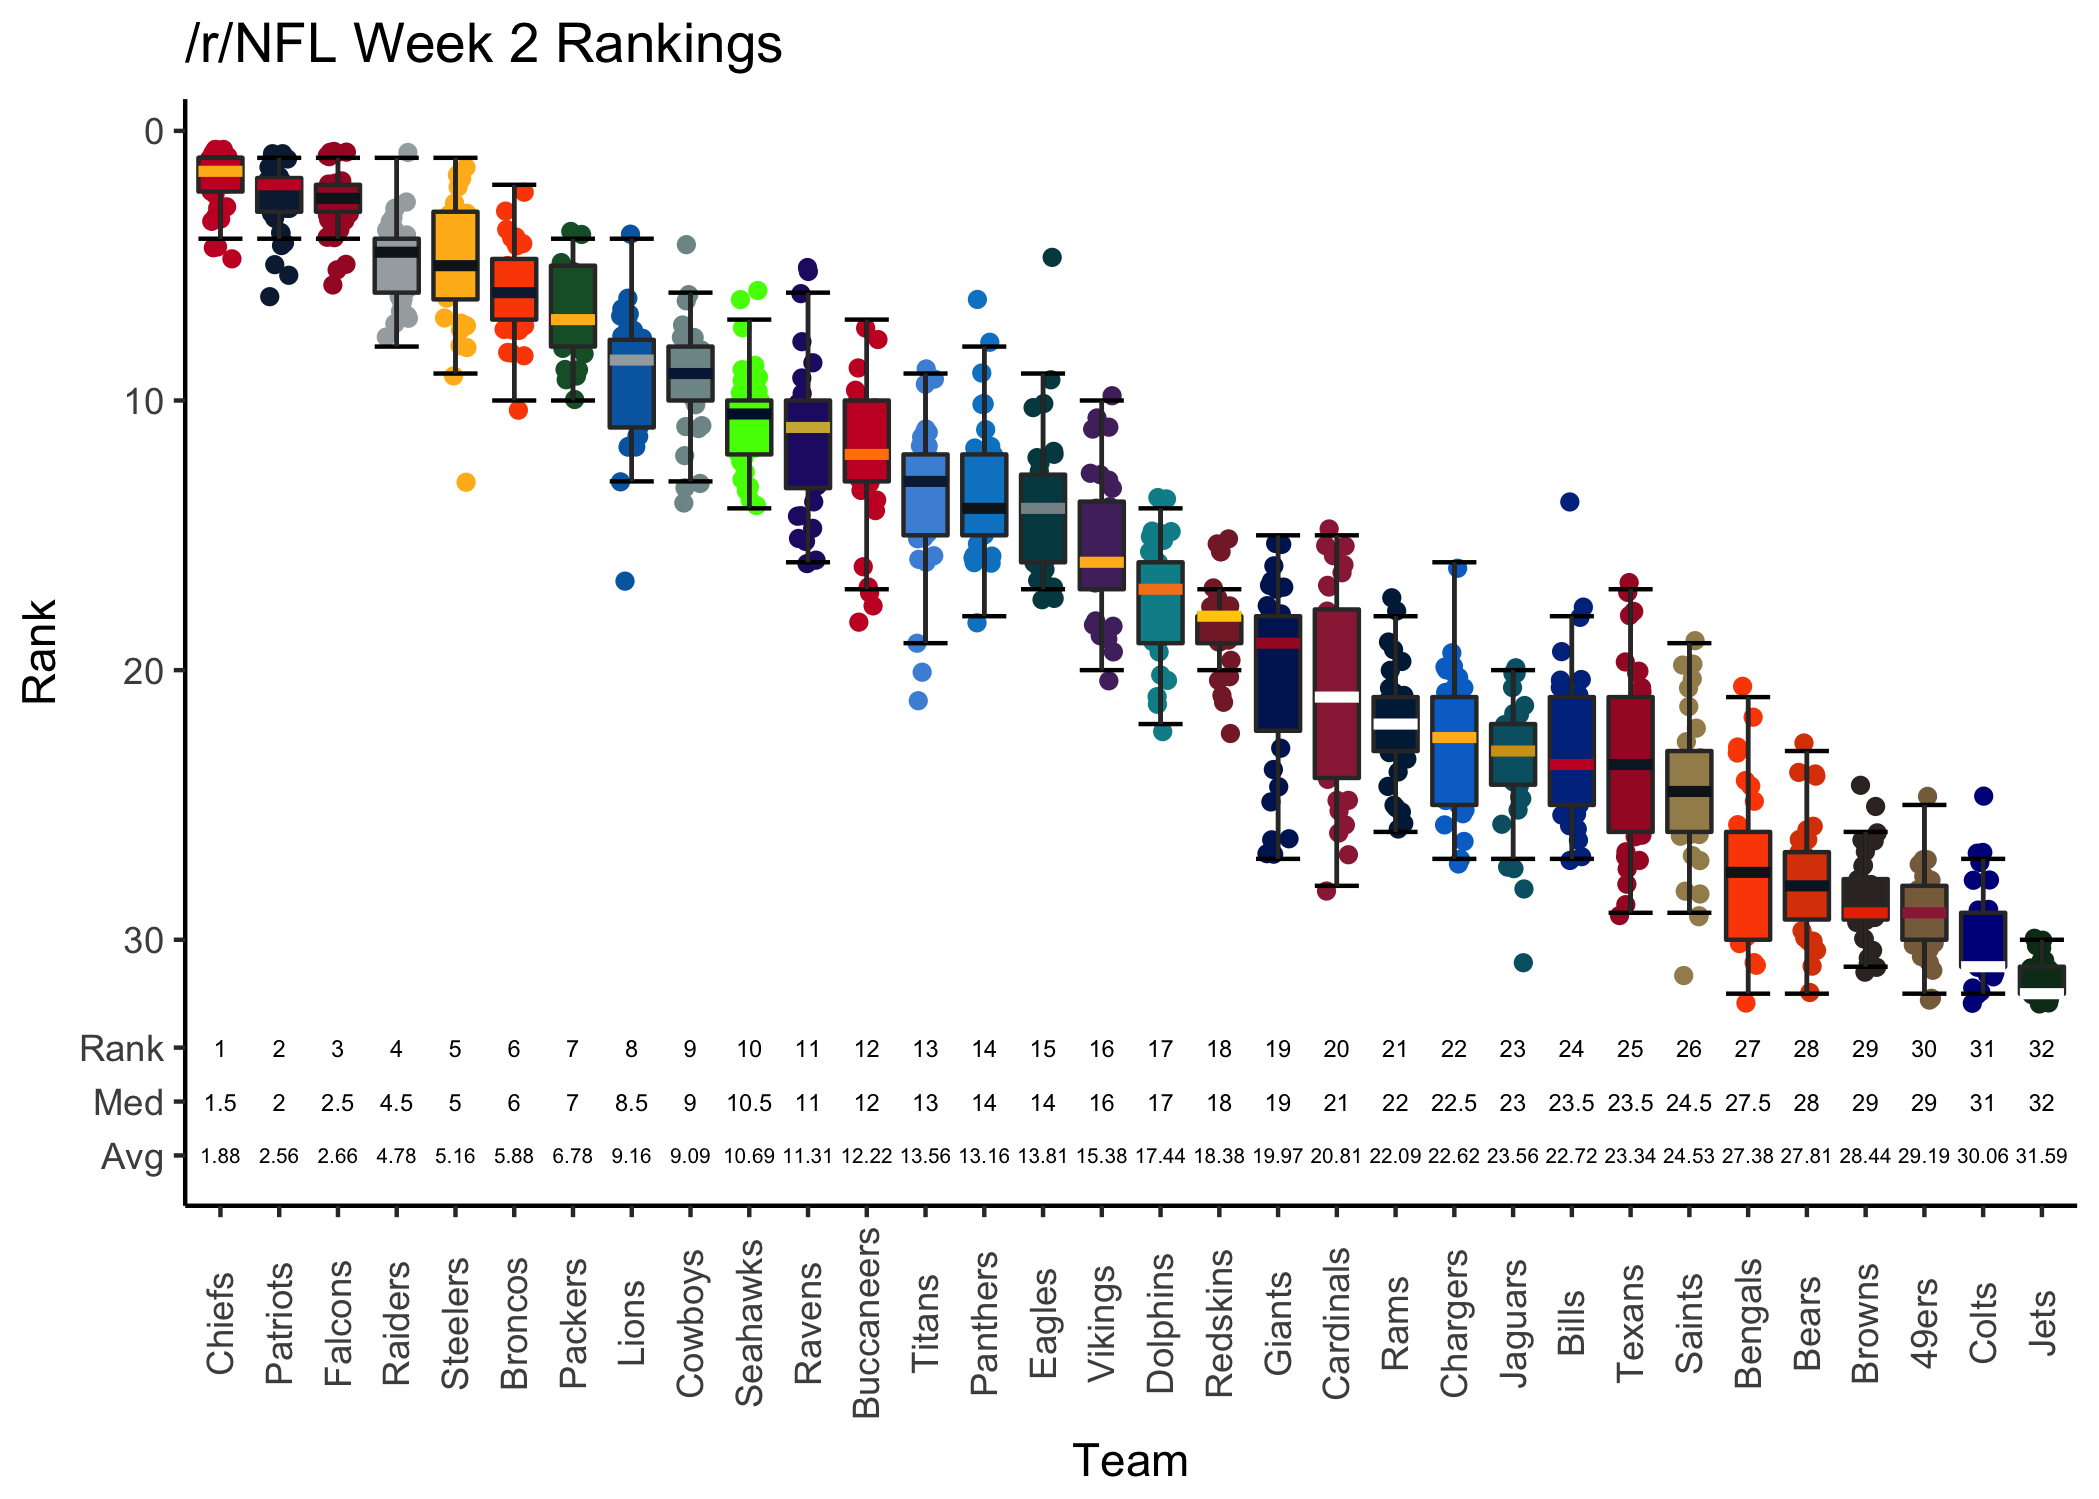 /r/NFL Week 2 Rankings
0
10
20
30
Rank
Rank 1 2 3 4 5 6 7 8 9 10 11 12 13 14 15 16 17 18 19 20 21 22 23 24 25 26 27 28 29 30 31 32
Med 1.5 2 2.5 4.5 5 6 7 8.5 9 10.5 11 12 13 14 14 16 17 18 19 21 22 22.5 23 23.5 23.5 24.5 27.5 28 29 29 31 32
Avg 1.88 2.56 2.66 4.78 5.16 5.88 6.78 9.16 9.09 10.69 11.31 12.22 13.56 13.16 13.81 15.38 17.44 18.38 19.97 20.81 22.09 22.62 23.56 22.72 23.34 24.53 27.38 27.81 28.44 29.19 30.06 31.59
Chiefs Patriots Falcons Raiders Steelers Broncos Packers Lions Cowboys Seahawks Ravens Buccaneers Titans Panthers Eagles Vikings Dolphins Redskins Giants Cardinals Rams Chargers Jaguars Bills Texans Saints Bengals Bears Browns 49ers Colts Jets
Team